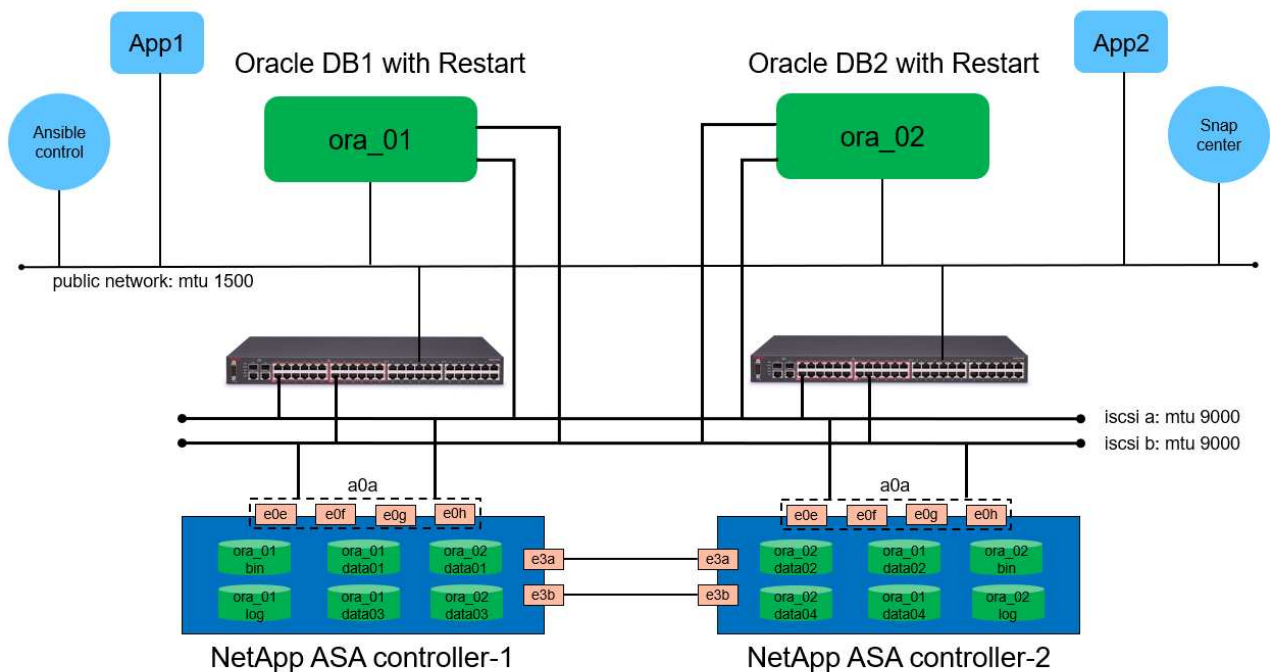 App1
App2
Oracle DB1 with Restart
Oracle DB2 with Restart
Ansible
control
ora_01
ora_02
Snap
center
public network: mtu 1500
iscsi a: mtu 9000
iscsi b: mtu 9000
a0a
e0e
e0f
e0g
e0h
ora_01
bin
ora_01
data01
ora_02
data01
ora_01
log
ora_01
data03
ora_02
data03
e3a
e3b
a0a
e0e
e0f
e0g
e0h
e3a
e3b
ora_02
data02
ora_01
data02
ora_02
bin
ora_02
data04
ora_01
data04
ora_02
log
NetApp ASA controller-1
NetApp ASA controller-2